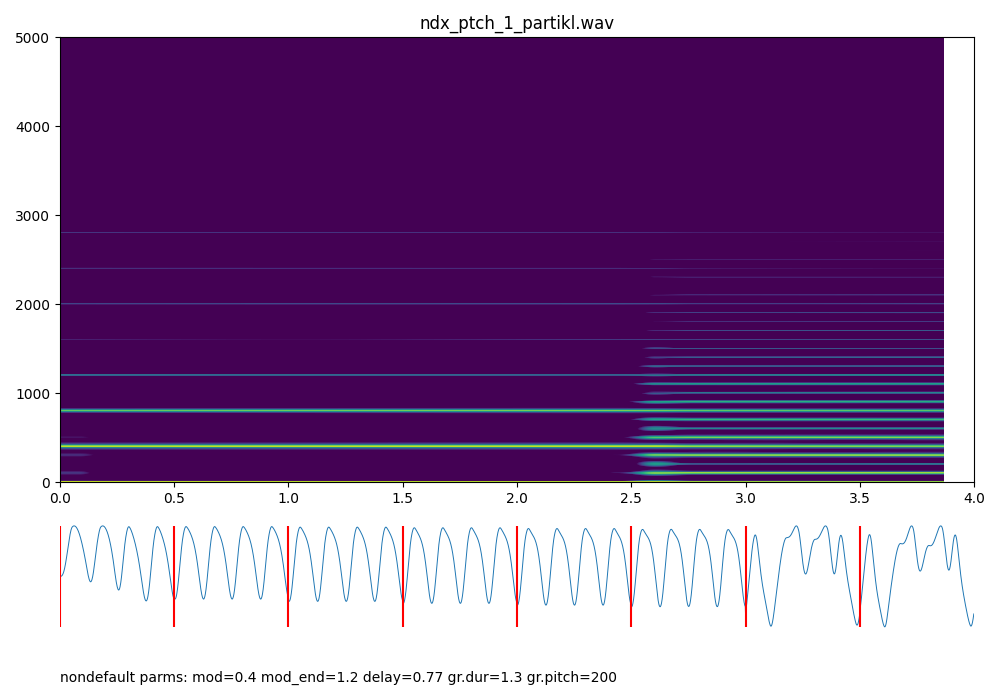 ndx_ptch_1_partikl.wav
5000
4000
3000
2000
1000
0
0.0 0.5 1.0 1.5 2.0 2.5 3.0 3.5 4.0
nondefault parms: mod=0.4 mod_end=1.2 delay=0.77 gr.dur=1.3 gr.pitch=200